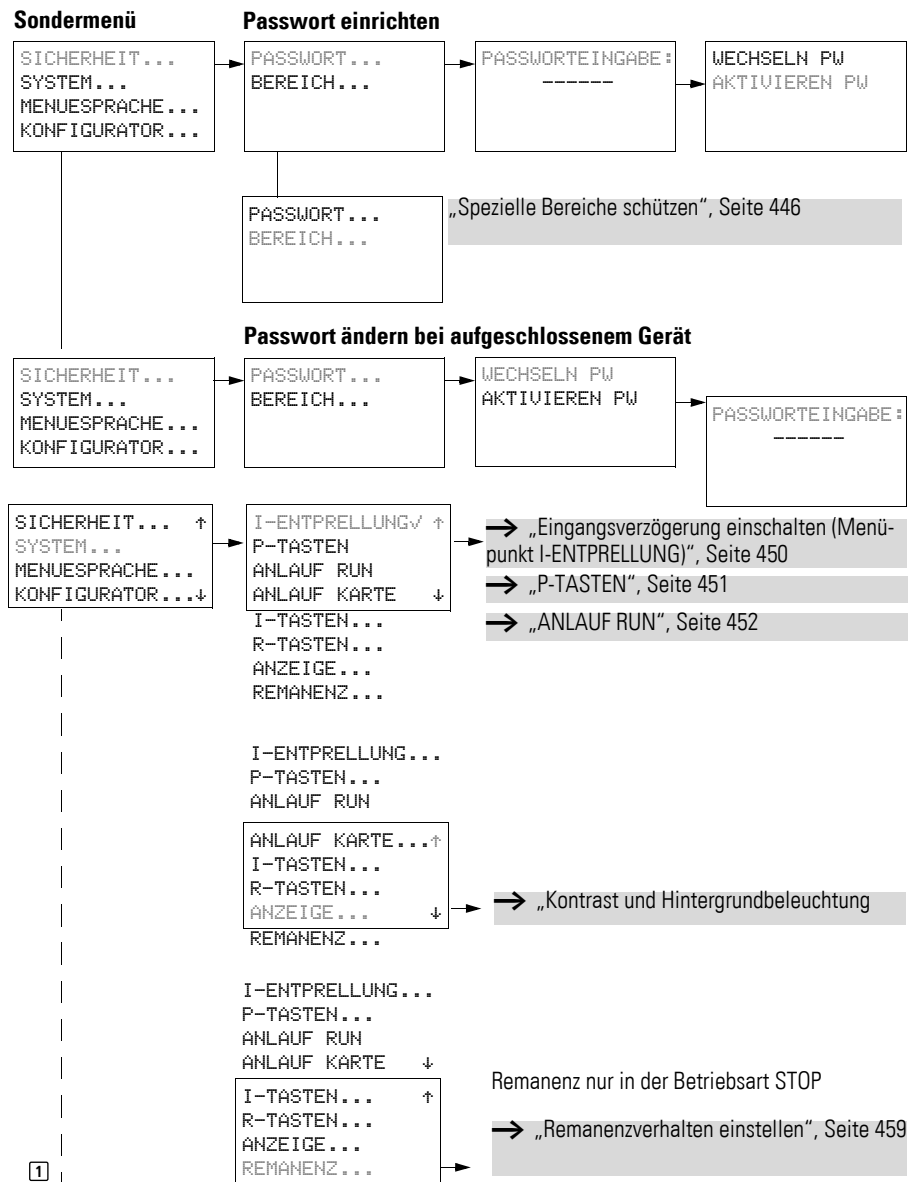 Sondermenü
Passwort einrichten
SICHERHEIT...
SYSTEM...
MENUESPRACHE...
KONFIGURATOR...
PASSWORT...
BEREICH...
PASSWORTEINGABE:
------
WECHSELN PW
AKTIVIEREN PW
PASSWORT...
BEREICH...
„Spezielle Bereiche schützen“, Seite 446
Passwort ändern bei aufgeschlossenem Gerät
SICHERHEIT...
SYSTEM...
MENUESPRACHE...
KONFIGURATOR...
PASSWORT...
BEREICH...
WECHSELN PW
AKTIVIEREN PW
PASSWORTEINGABE:
------
SICHERHEIT... ↑
SYSTEM...
MENUESPRACHE...
KONFIGURATOR...↓
I-ENTPRELLUNG√ ↑
P-TASTEN
ANLAUF RUN
ANLAUF KARTE ↓
I-TASTEN...
R-TASTEN...
ANZEIGE...
REMANENZ...
→ „Eingangsverzögerung einschalten (Menü-
punkt I-ENTPRELLUNG)“, Seite 450
→ „P-TASTEN“, Seite 451
→ „ANLAUF RUN“, Seite 452
I-ENTPRELLUNG...
P-TASTEN...
ANLAUF RUN
ANLAUF KARTE...↑
I-TASTEN...
R-TASTEN...
ANZEIGE... ↓
REMANENZ...
→ „Kontrast und Hintergrundbeleuchtung
I-ENTPRELLUNG...
P-TASTEN...
ANLAUF RUN
ANLAUF KARTE ↓
I-TASTEN... ↑
R-TASTEN...
ANZEIGE...
REMANENZ...
Remanenz nur in der Betriebsart STOP
→ „Remanenzverhalten einstellen“, Seite 459
1